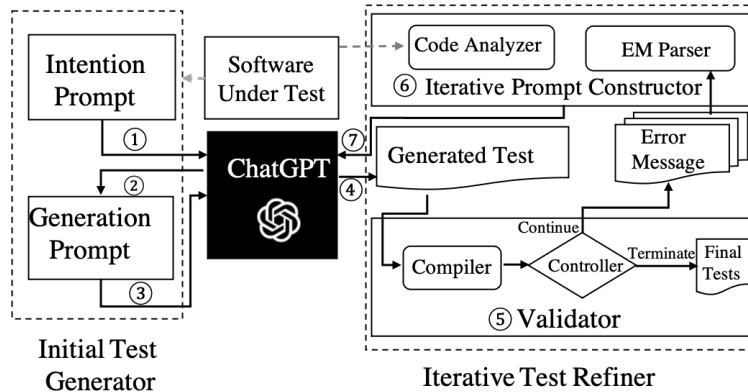 Intention
Prompt
Software
Under Test
Code Analyzer
EM Parser
⑥ Iterative Prompt Constructor
①
⑦
ChatGPT
②
④
Generated Test
Error
Message
Generation
Prompt
③
Continue
Compiler
Controller
Terminate
Final
Tests
⑤ Validator
Initial Test
Generator
Iterative Test Refiner